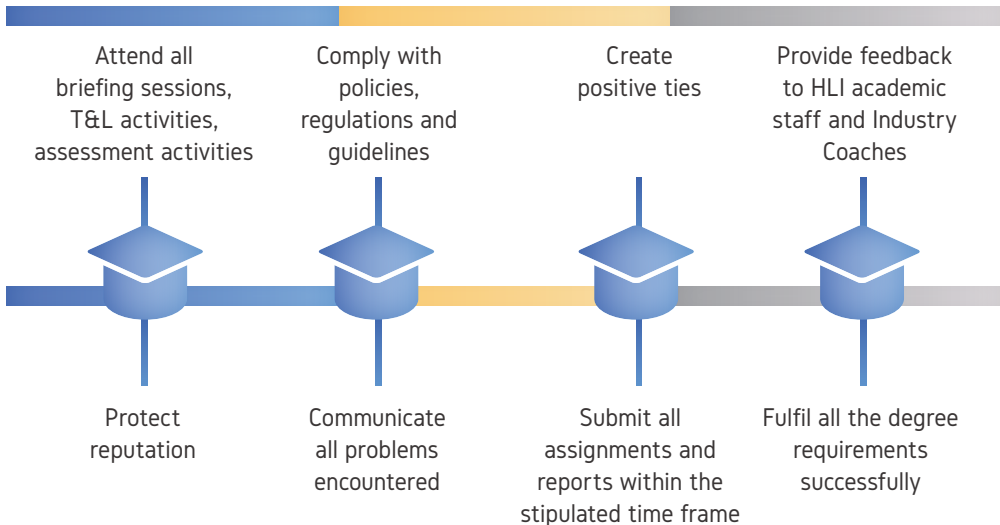 Attend all
briefing sessions,
T&L activities,
assessment activities
Comply with
policies,
regulations and
guidelines
Create
positive ties
Provide feedback
to HLI academic
staff and Industry
Coaches
Protect
reputation
Communicate
all problems
encountered
Submit all
assignments and
reports within the
stipulated time frame
Fulfil all the degree
requirements
successfully